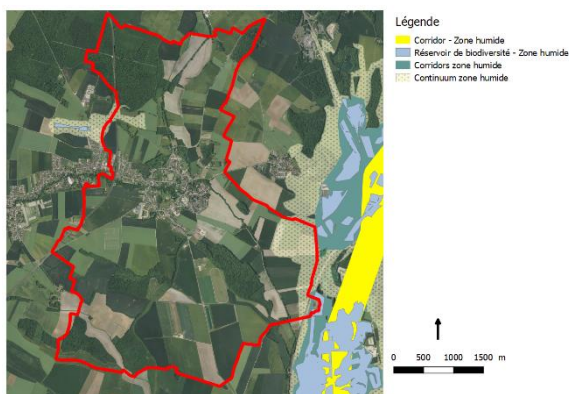 Légende
Corridor - Zone humide
Réservoir de biodiversité - Zone humide
Corridors zone humide
Continuum zone humide
0 500 1000 1500 m